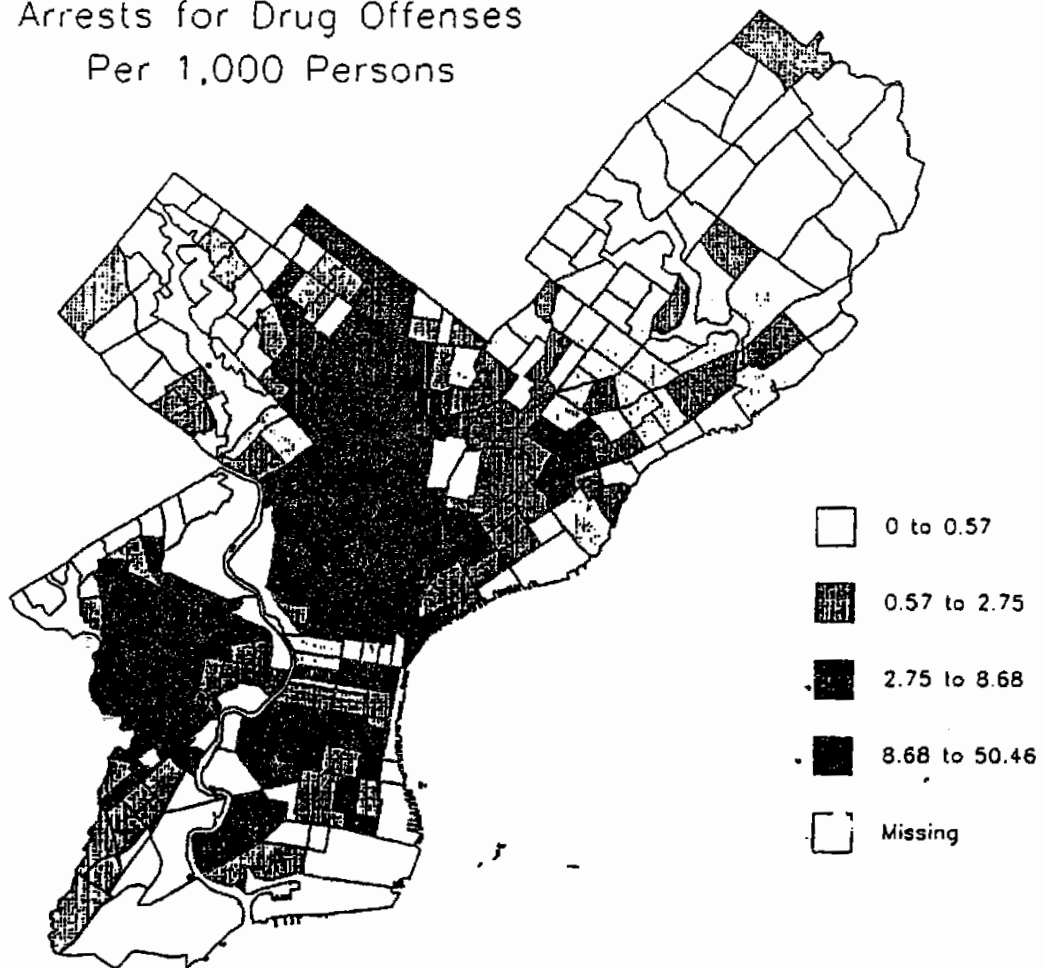 Arrests for Drug Offenses
Per 1,000 Persons
0 to 0.57
0.57 to 2.75
2.75 to 8.68
8.68 to 50.46
Missing